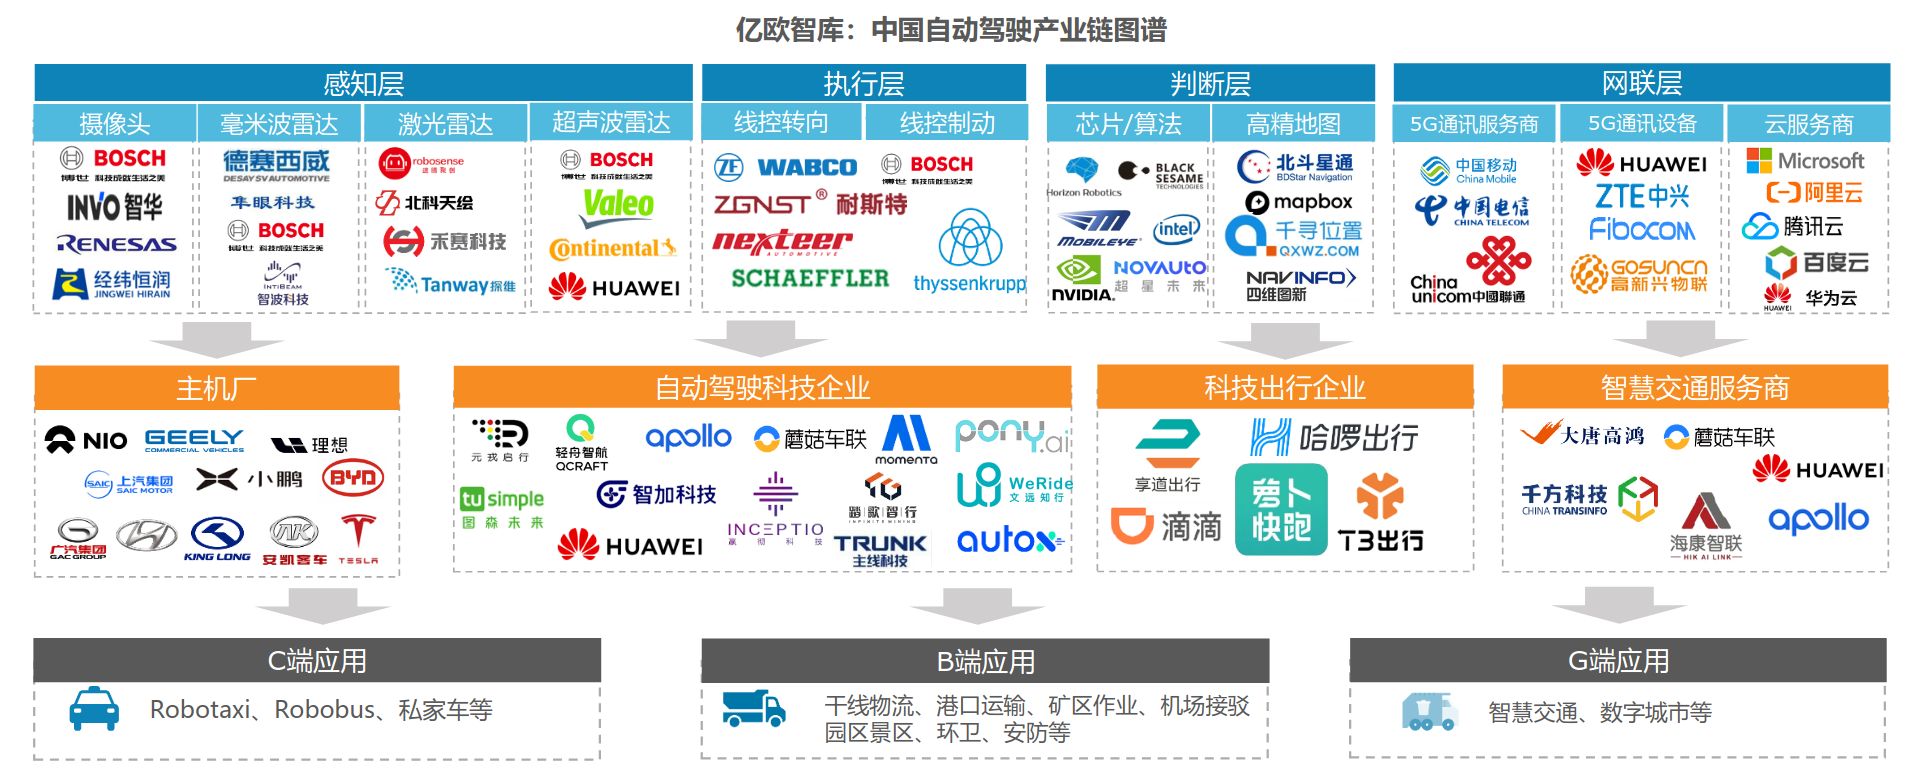 亿欧智库：中国自动驾驶产业链图谱
感知层
执行层
判断层
网联层
摄像头
毫米波雷达
激光雷达
超声波雷达
线控转向
线控制动
芯片/算法
高精地图
5G通讯服务商
5G通讯设备
云服务商
BOSCH
博世 科技成就生活之美
INVO 智华
RENESAS
经纬恒润
JINGWEI HIRAIN
德赛西威
DESAY SV AUTOMOTIVE
隼眼科技
BOSCH
博世 科技成就生活之美
INTIBEAM
智波科技
robosense
速腾聚创
北科天绘
禾赛科技
Tanway 探维
BOSCH
博世 科技成就生活之美
Valeo
Continental
HUAWEI
ZF WABCO
ZGNST® 耐斯特
nexteer
AUTOMOTIVE
SCHAEFFLER
BOSCH
博世 科技成就生活之美
thyssenkrupp
Horizon Robotics
BLACK
SESAME
TECHNOLOGIES
MOBILEYE
intel
NVIDIA.
NOVAUTO
超星未来
北斗星通
BDStar Navigation
mapbox
千寻位置
QXWZ.COM
NAVINFO
四维图新
中国移动
China Mobile
中国电信
CHINA TELECOM
China
unicom中國聯通
HUAWEI
ZTE中兴
Fibocom
GOSUNCN
高新兴物联
Microsoft
阿里云
腾讯云
百度云
HUAWEI 华为云
主机厂
自动驾驶科技企业
科技出行企业
智慧交通服务商
NIO
GEELY
COMMERCIAL VEHICLES
理想
SAIC 上汽集团
SAIC MOTOR
小鹏
BYD
广汽集团
GAC GROUP
KING LONG
AK
安凯客车
TESLA
元戎启行
轻舟智航
QCRAFT
apollo
蘑菇车联
momenta
pony.ai
tu simple
图森未来
智加科技
INCEPTIO
嬴彻科技
踏歌智行
INFINITE MINING
WeRide
文远知行
HUAWEI
TRUNK
主线科技
autox
享道出行
哈啰出行
滴滴
萝卜
快跑
T3出行
大唐高鸿
蘑菇车联
HUAWEI
千方科技
CHINA TRANSINFO
海康智联
HIK AI LINK
apollo
C端应用
B端应用
G端应用
Robotaxi、Robobus、私家车等
干线物流、港口运输、矿区作业、机场接驳
园区景区、环卫、安防等
智慧交通、数字城市等